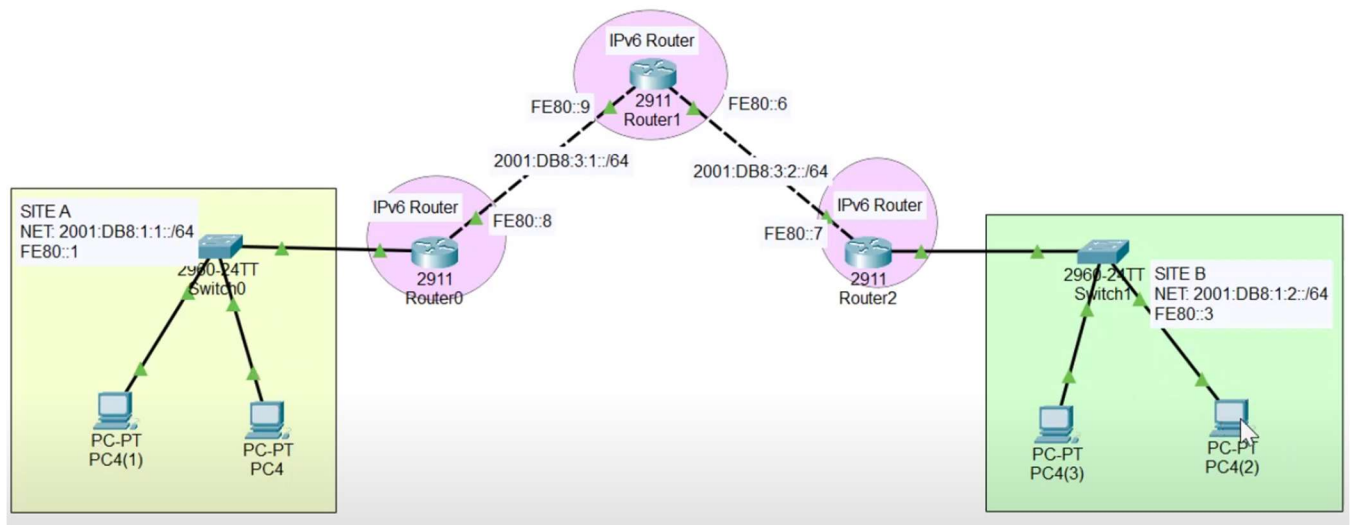 IPv6 Router
2911
Router1
FE80::9
FE80::6
2001:DB8:3:1::/64
2001:DB8:3:2::/64
IPv6 Router
FE80::8
2911
Router0
IPv6 Router
FE80::7
2911
Router2
SITE A
NET: 2001:DB8:1:1::/64
FE80::1
2960-24TT
Switch0
PC-PT
PC4(1)
PC-PT
PC4
2960-24TT
Switch1
SITE B
NET: 2001:DB8:1:2::/64
FE80::3
PC-PT
PC4(3)
PC-PT
PC4(2)